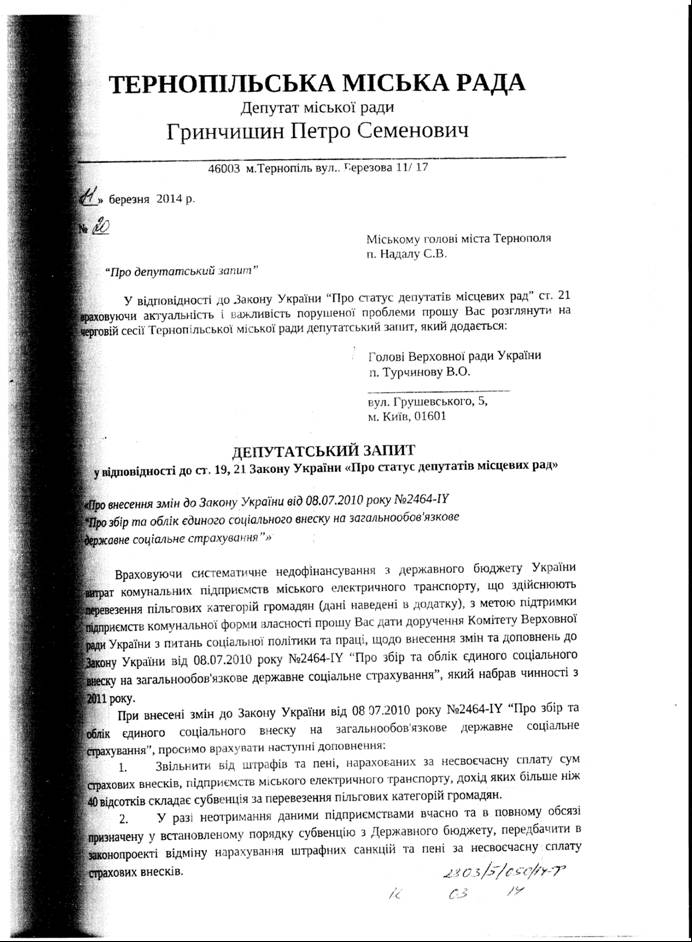 ТЕРНОПІЛЬСЬКА МІСЬКА РАДА
Депутат міської ради
Гринчишин Петро Семенович
46003 м.Тернопіль вул.. Березова 11/ 17
11» березня 2014 р.
№ 20
Міському голові міста Тернополя
п. Надалу С.В.
“Про депутатський запит”
У відповідності до Закону України “Про статус депутатів місцевих рад” ст. 21
враховуючи актуальність і важливість порушеної проблеми прошу Вас розглянути на
черговій сесії Тернопільської міської ради депутатський запит, який додається:
Голові Верховної ради України
п. Турчинову В.О.
вул. Грушевського, 5,
м. Київ, 01601
ДЕПУТАТСЬКИЙ ЗАПИТ
у відповідності до ст. 19, 21 Закону України «Про статус депутатів місцевих рад»
«Про внесення змін до Закону України від 08.07.2010 року №2464-IY
“Про збір та облік єдиного соціального внеску на загальнообов'язкове
державне соціальне страхування”»
Враховуючи систематичне недофінансування з державного бюджету України
витрат комунальних підприємств міського електричного транспорту, що здійснюють
перевезення пільгових категорій громадян (дані наведені в додатку), з метою підтримки
підприємств комунальної форми власності прошу Вас дати доручення Комітету Верховної
ради України з питань соціальної політики та праці, щодо внесення змін та доповнень до
Закону України від 08.07.2010 року №2464-IY “Про збір та облік єдиного соціального
внеску на загальнообов'язкове державне соціальне страхування”, який набрав чинності з
2011 року.
При внесені змін до Закону України від 08.07.2010 року №2464-IY “Про збір та
облік єдиного соціального внеску на загальнообов'язкове державне соціальне
страхування”, просимо врахувати наступні доповнення:
1. Звільнити від штрафів та пені, нарахованих за несвоєчасну сплату сум
страхових внесків, підприємств міського електричного транспорту, дохід яких більше ніж
40 відсотків складає субвенція за перевезення пільгових категорій громадян.
2. У разі неотримання даними підприємствами вчасно та в повному обсязі
призначену у встановленому порядку субвенцію з Державного бюджету, передбачити в
законопроекті відміну нарахування штрафних санкцій та пені за несвоєчасну сплату
страхових внесків.
03 14